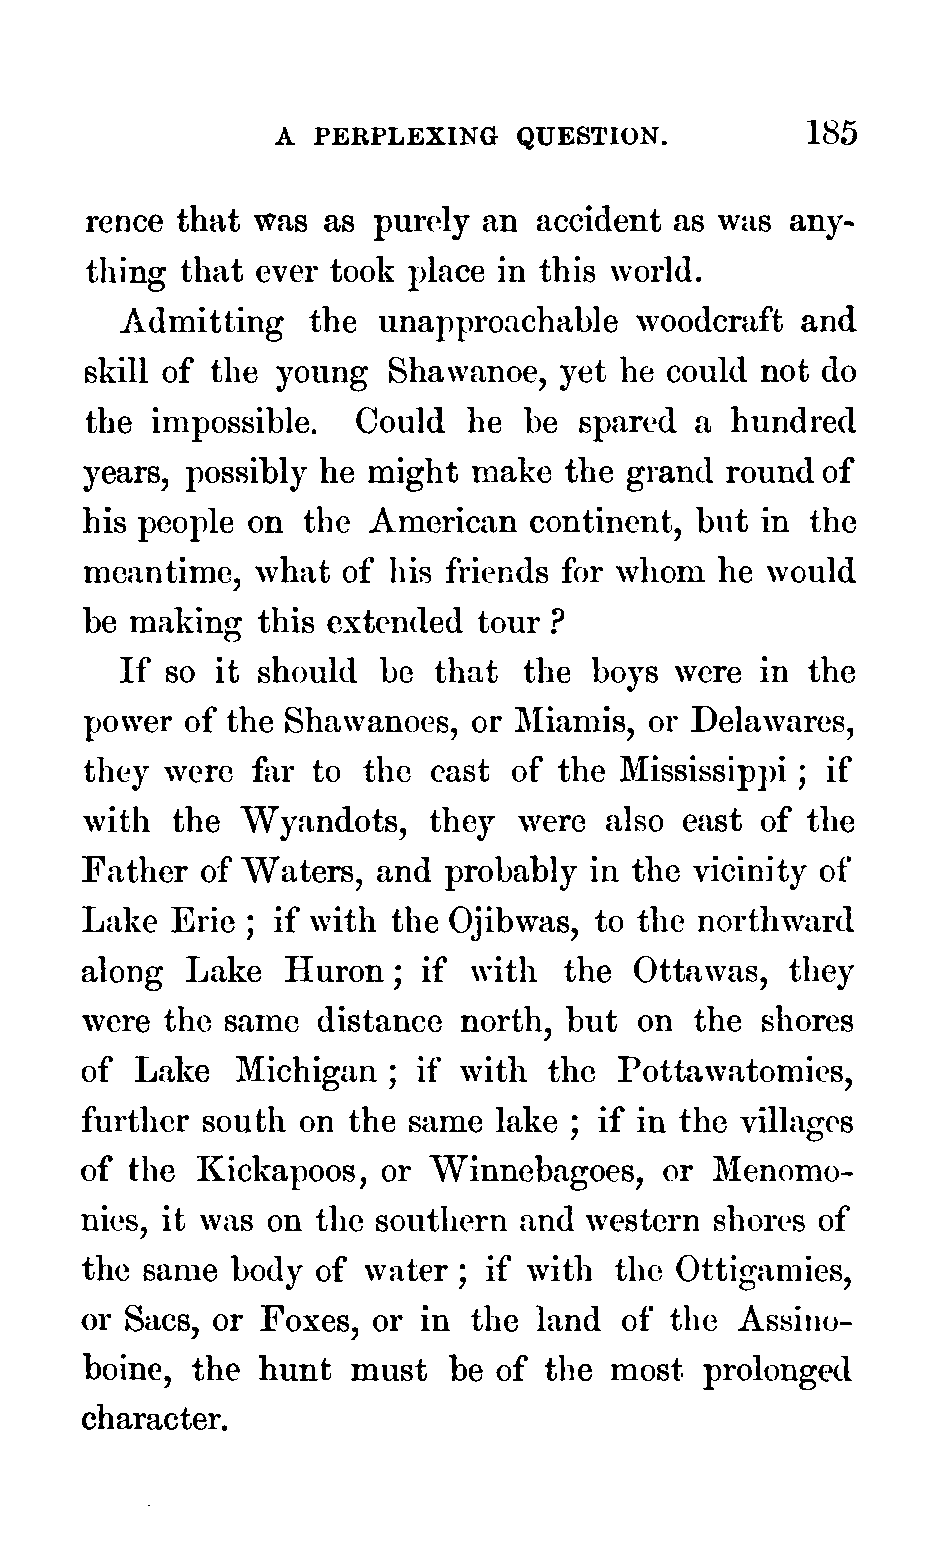 A PERPLEXING QUESTION. 185
rence that was as purely an accident as was any-
thing that ever took place in this world.
Admitting the unapproachable woodcraft and
skill of the young Shawanoe, yet he could not do
the impossible. Could he be spared a hundred
years, possibly he might make the grand round of
his people on the American continent, but in the
meantime, what of his friends for whom he would
be making this extended tour ?
If so it should be that the boys were in the
power of the Shawanoes, or Miamis, or Delawares,
they were far to the east of the Mississippi ; if
with the Wyandots, they were also east of the
Father of Waters, and probably in the vicinity of
Lake Erie ; if with the Ojibwas, to the northward
along Lake Huron ; if with the Ottawas, they
were the same distance north, but on the shores
of Lake Michigan ; if with the Pottawatomies,
further south on the same lake ; if in the villages
of the Kickapoos, or Winnebagoes, or Menomo-
nies, it was on the southern and western shores of
the same body of water ; if with the Ottigamies,
or Sacs, or Foxes, or in the land of the Assino-
boine, the hunt must be of the most prolonged
character.